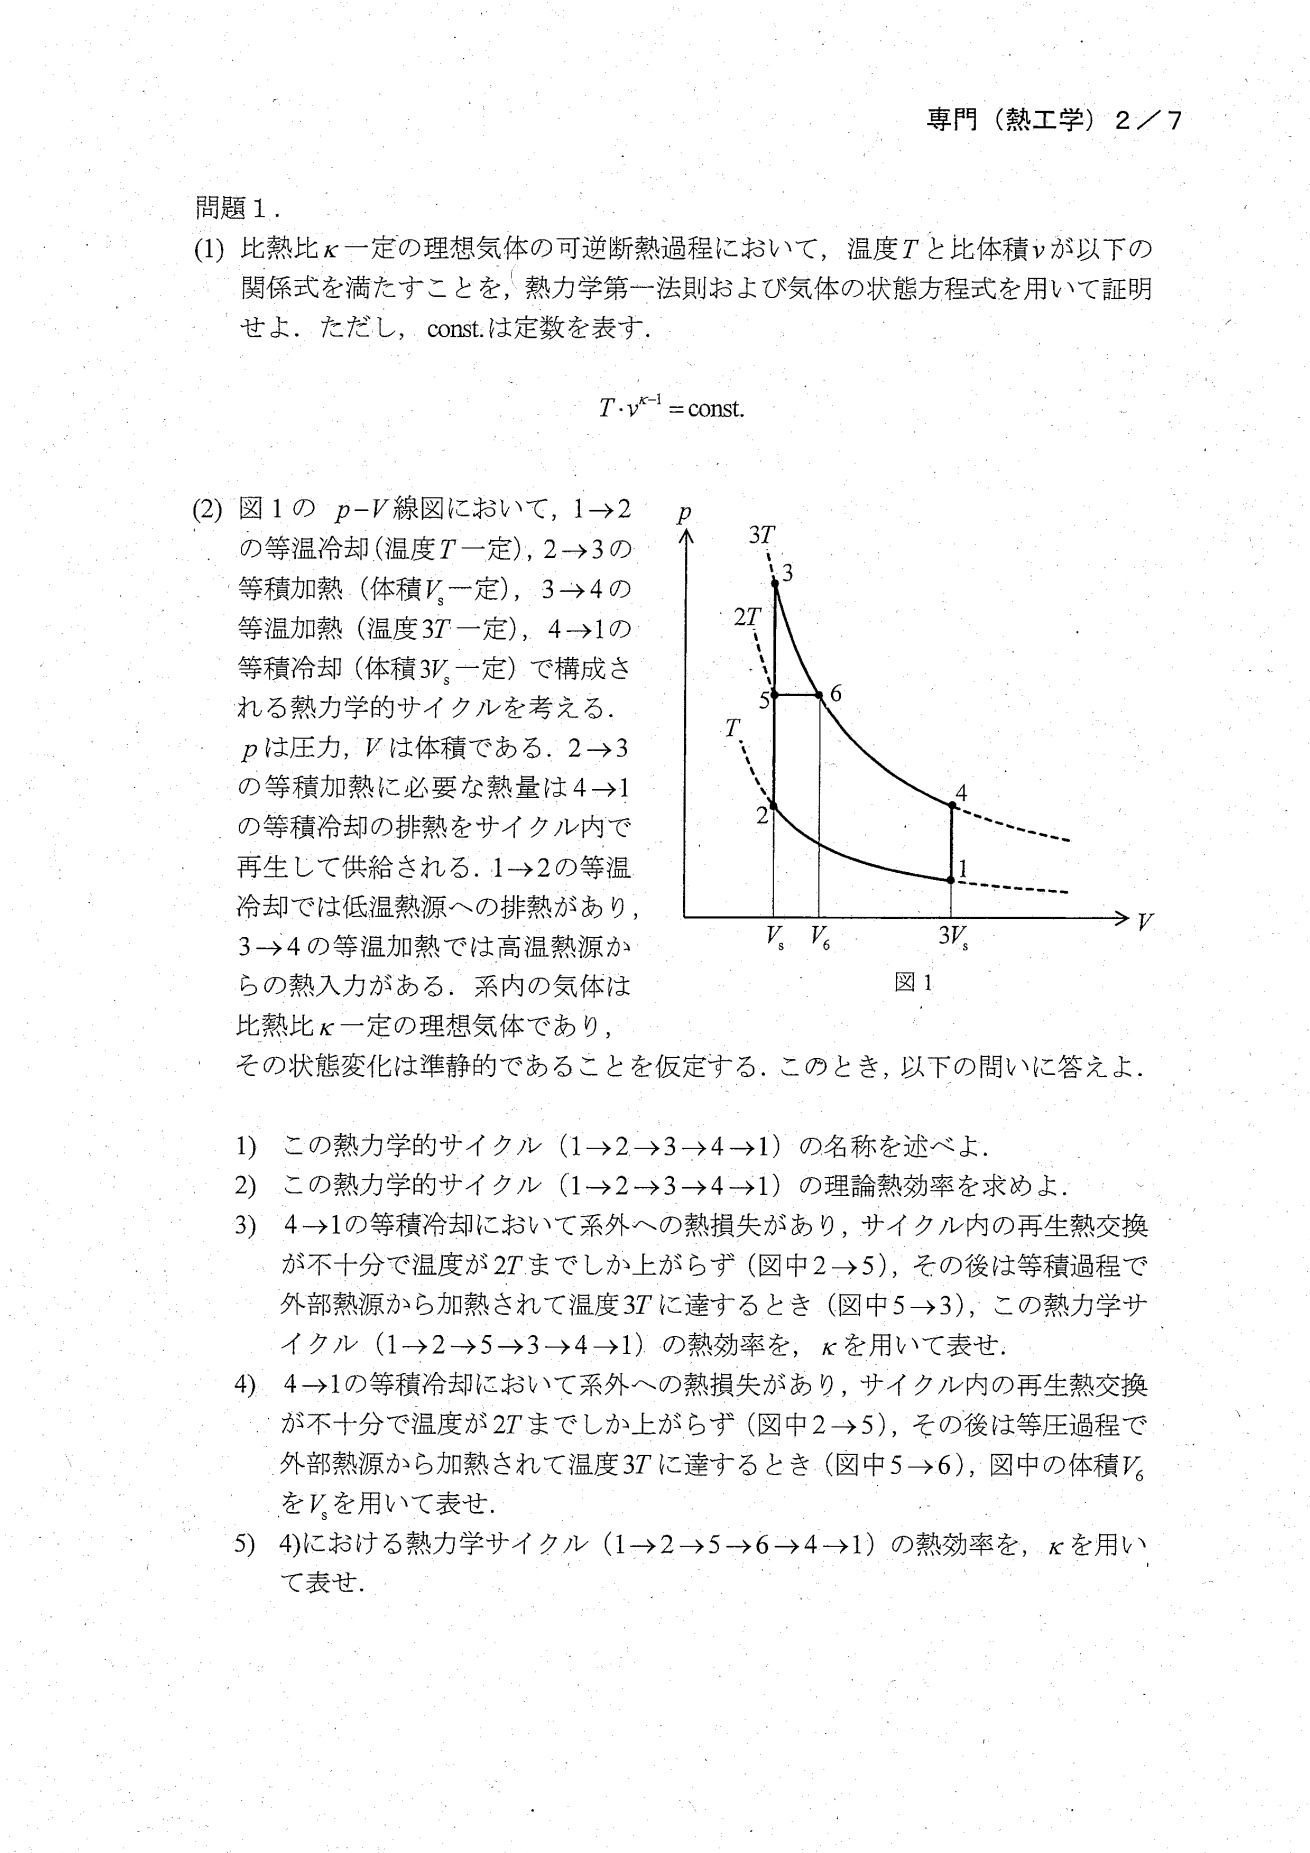 専門（熱工学）２／７
問題１．
(1) 比熱比κ一定の理想気体の可逆断熱過程において，温度Tと比体積vが以下の
関係式を満たすことを，熱力学第一法則および気体の状態方程式を用いて証明
せよ．ただし，const.は定数を表す．
T·v^{κ−1} = const.
(2) 図１の p−V線図において，1→2
の等温冷却（温度T一定），2→3の
等積加熱（体積V_s一定），3→4の
等温加熱（温度3T一定），4→1の
等積冷却（体積3V_s一定）で構成さ
れる熱力学的サイクルを考える．
pは圧力，Vは体積である．2→3
の等積加熱に必要な熱量は4→1
の等積冷却の排熱をサイクル内で
再生して供給される．1→2の等温
冷却では低温熱源への排熱があり，
3→4の等温加熱では高温熱源か
らの熱入力がある．系内の気体は
比熱比κ一定の理想気体であり，
その状態変化は準静的であることを仮定する．このとき，以下の問いに答えよ．
p
3T
3
2T
5
6
T
2
4
1
V_s
V_6
3V_s
V
図１
1) この熱力学的サイクル（1→2→3→4→1）の名称を述べよ．
2) この熱力学的サイクル（1→2→3→4→1）の理論熱効率を求めよ．
3) 4→1の等積冷却において系外への熱損失があり，サイクル内の再生熱交換
が不十分で温度が2Tまでしか上がらず（図中2→5），その後は等積過程で
外部熱源から加熱されて温度3Tに達するとき（図中5→3），この熱力学サ
イクル（1→2→5→3→4→1）の熱効率を，κを用いて表せ．
4) 4→1の等積冷却において系外への熱損失があり，サイクル内の再生熱交換
が不十分で温度が2Tまでしか上がらず（図中2→5），その後は等圧過程で
外部熱源から加熱されて温度3Tに達するとき（図中5→6），図中の体積V_6
をV_sを用いて表せ．
5) 4)における熱力学サイクル（1→2→5→6→4→1）の熱効率を，κを用い
て表せ．